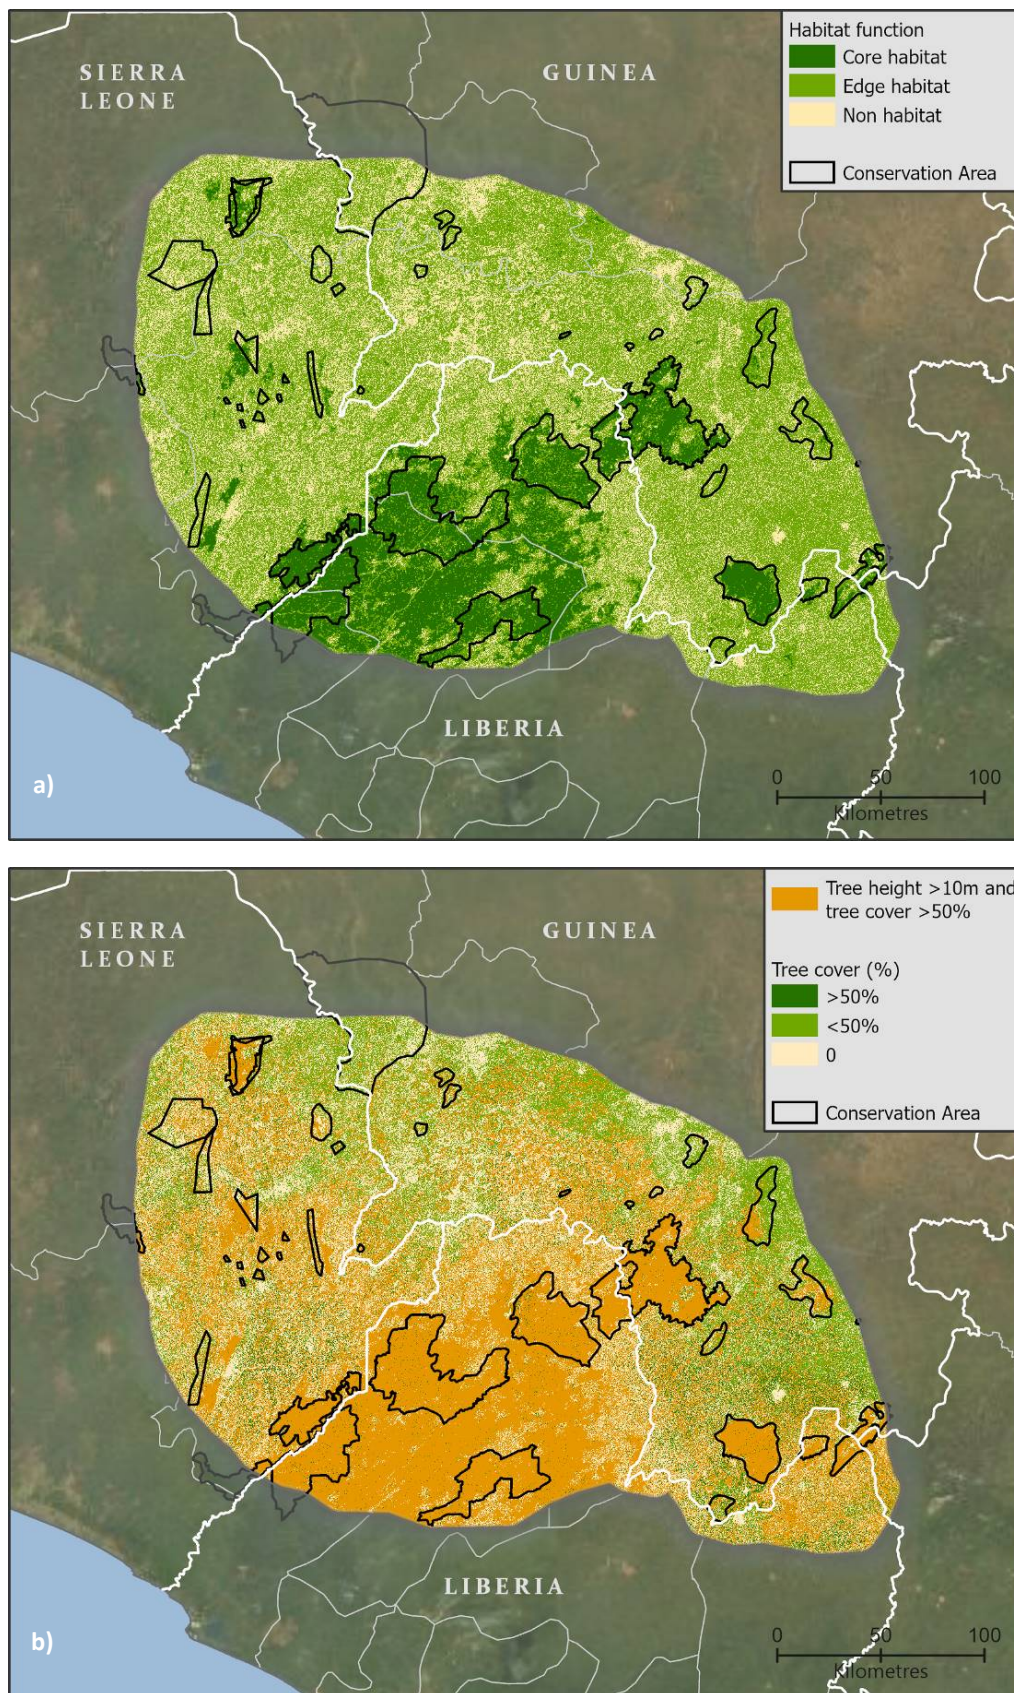 Habitat function
Core habitat
Edge habitat
Non habitat
Conservation Area
SIERRA
LEONE
GUINEA
LIBERIA
a)
0 50 100
Kilometres
Tree height >10m and
tree cover >50%
Tree cover (%)
>50%
<50%
0
Conservation Area
SIERRA
LEONE
GUINEA
LIBERIA
b)
0 50 100
Kilometres